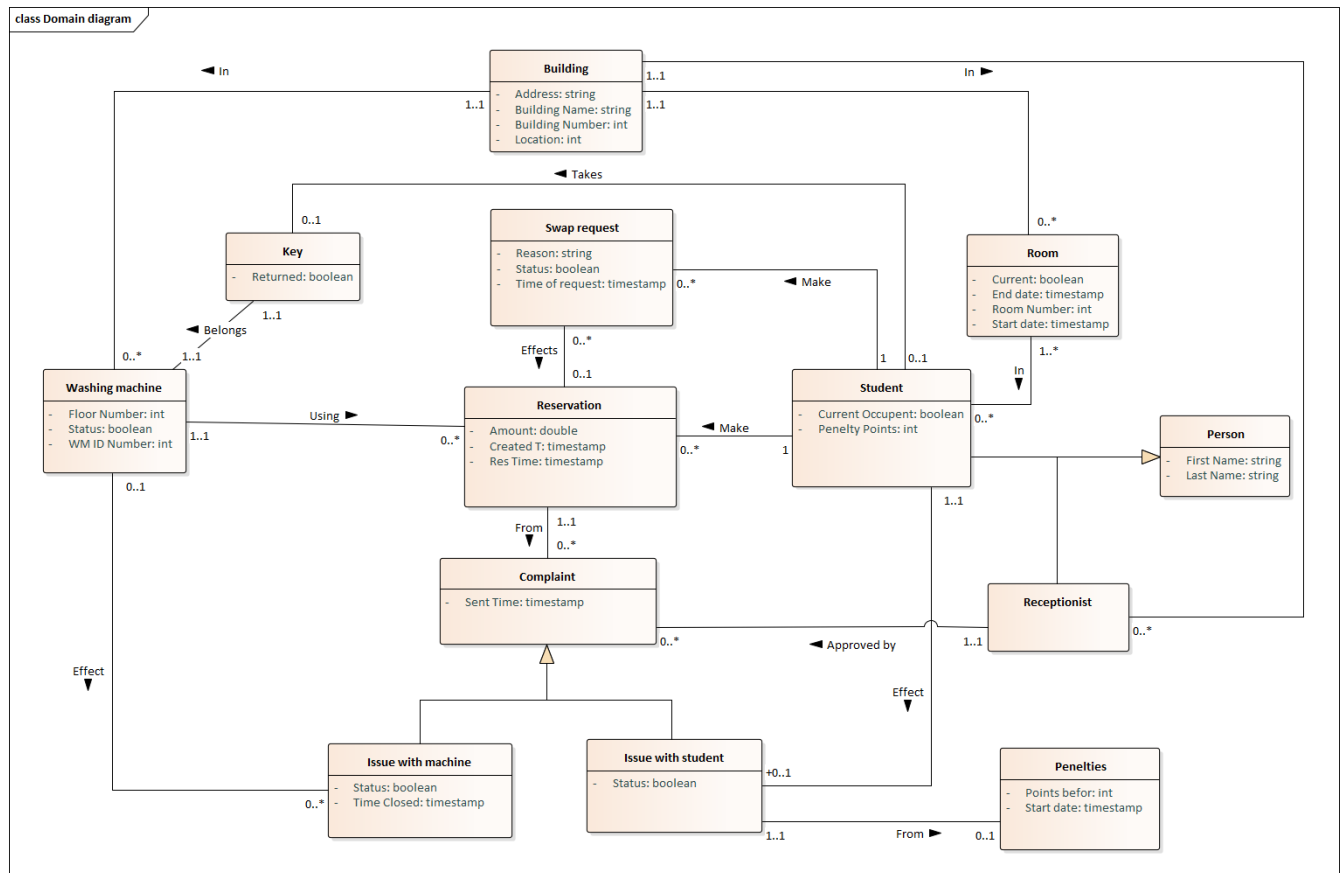 class Domain diagram
Building
- Address: string
- Building Name: string
- Building Number: int
- Location: int
In
In
1..1
1..1
1..1
Takes
0..1
Key
- Returned: boolean
1..1
Belongs
1..1
0..*
Swap request
- Reason: string
- Status: boolean
- Time of request: timestamp
0..*
Make
0..*
Room
- Current: boolean
- End date: timestamp
- Room Number: int
- Start date: timestamp
1..*
In
0..*
Effects
0..*
0..1
1
0..1
Washing machine
- Floor Number: int
- Status: boolean
- WM ID Number: int
1..1
Using
0..*
Reservation
- Amount: double
- Created T: timestamp
- Res Time: timestamp
0..*
Make
1
Student
- Current Occupent: boolean
- Penelty Points: int
Person
- First Name: string
- Last Name: string
0..1
1..1
From
1..1
0..*
Complaint
- Sent Time: timestamp
0..*
Approved by
1..1
Receptionist
0..*
Effect
Effect
Issue with machine
- Status: boolean
- Time Closed: timestamp
0..*
Issue with student
- Status: boolean
+0..1
1..1
From
0..1
Penelties
- Points befor: int
- Start date: timestamp